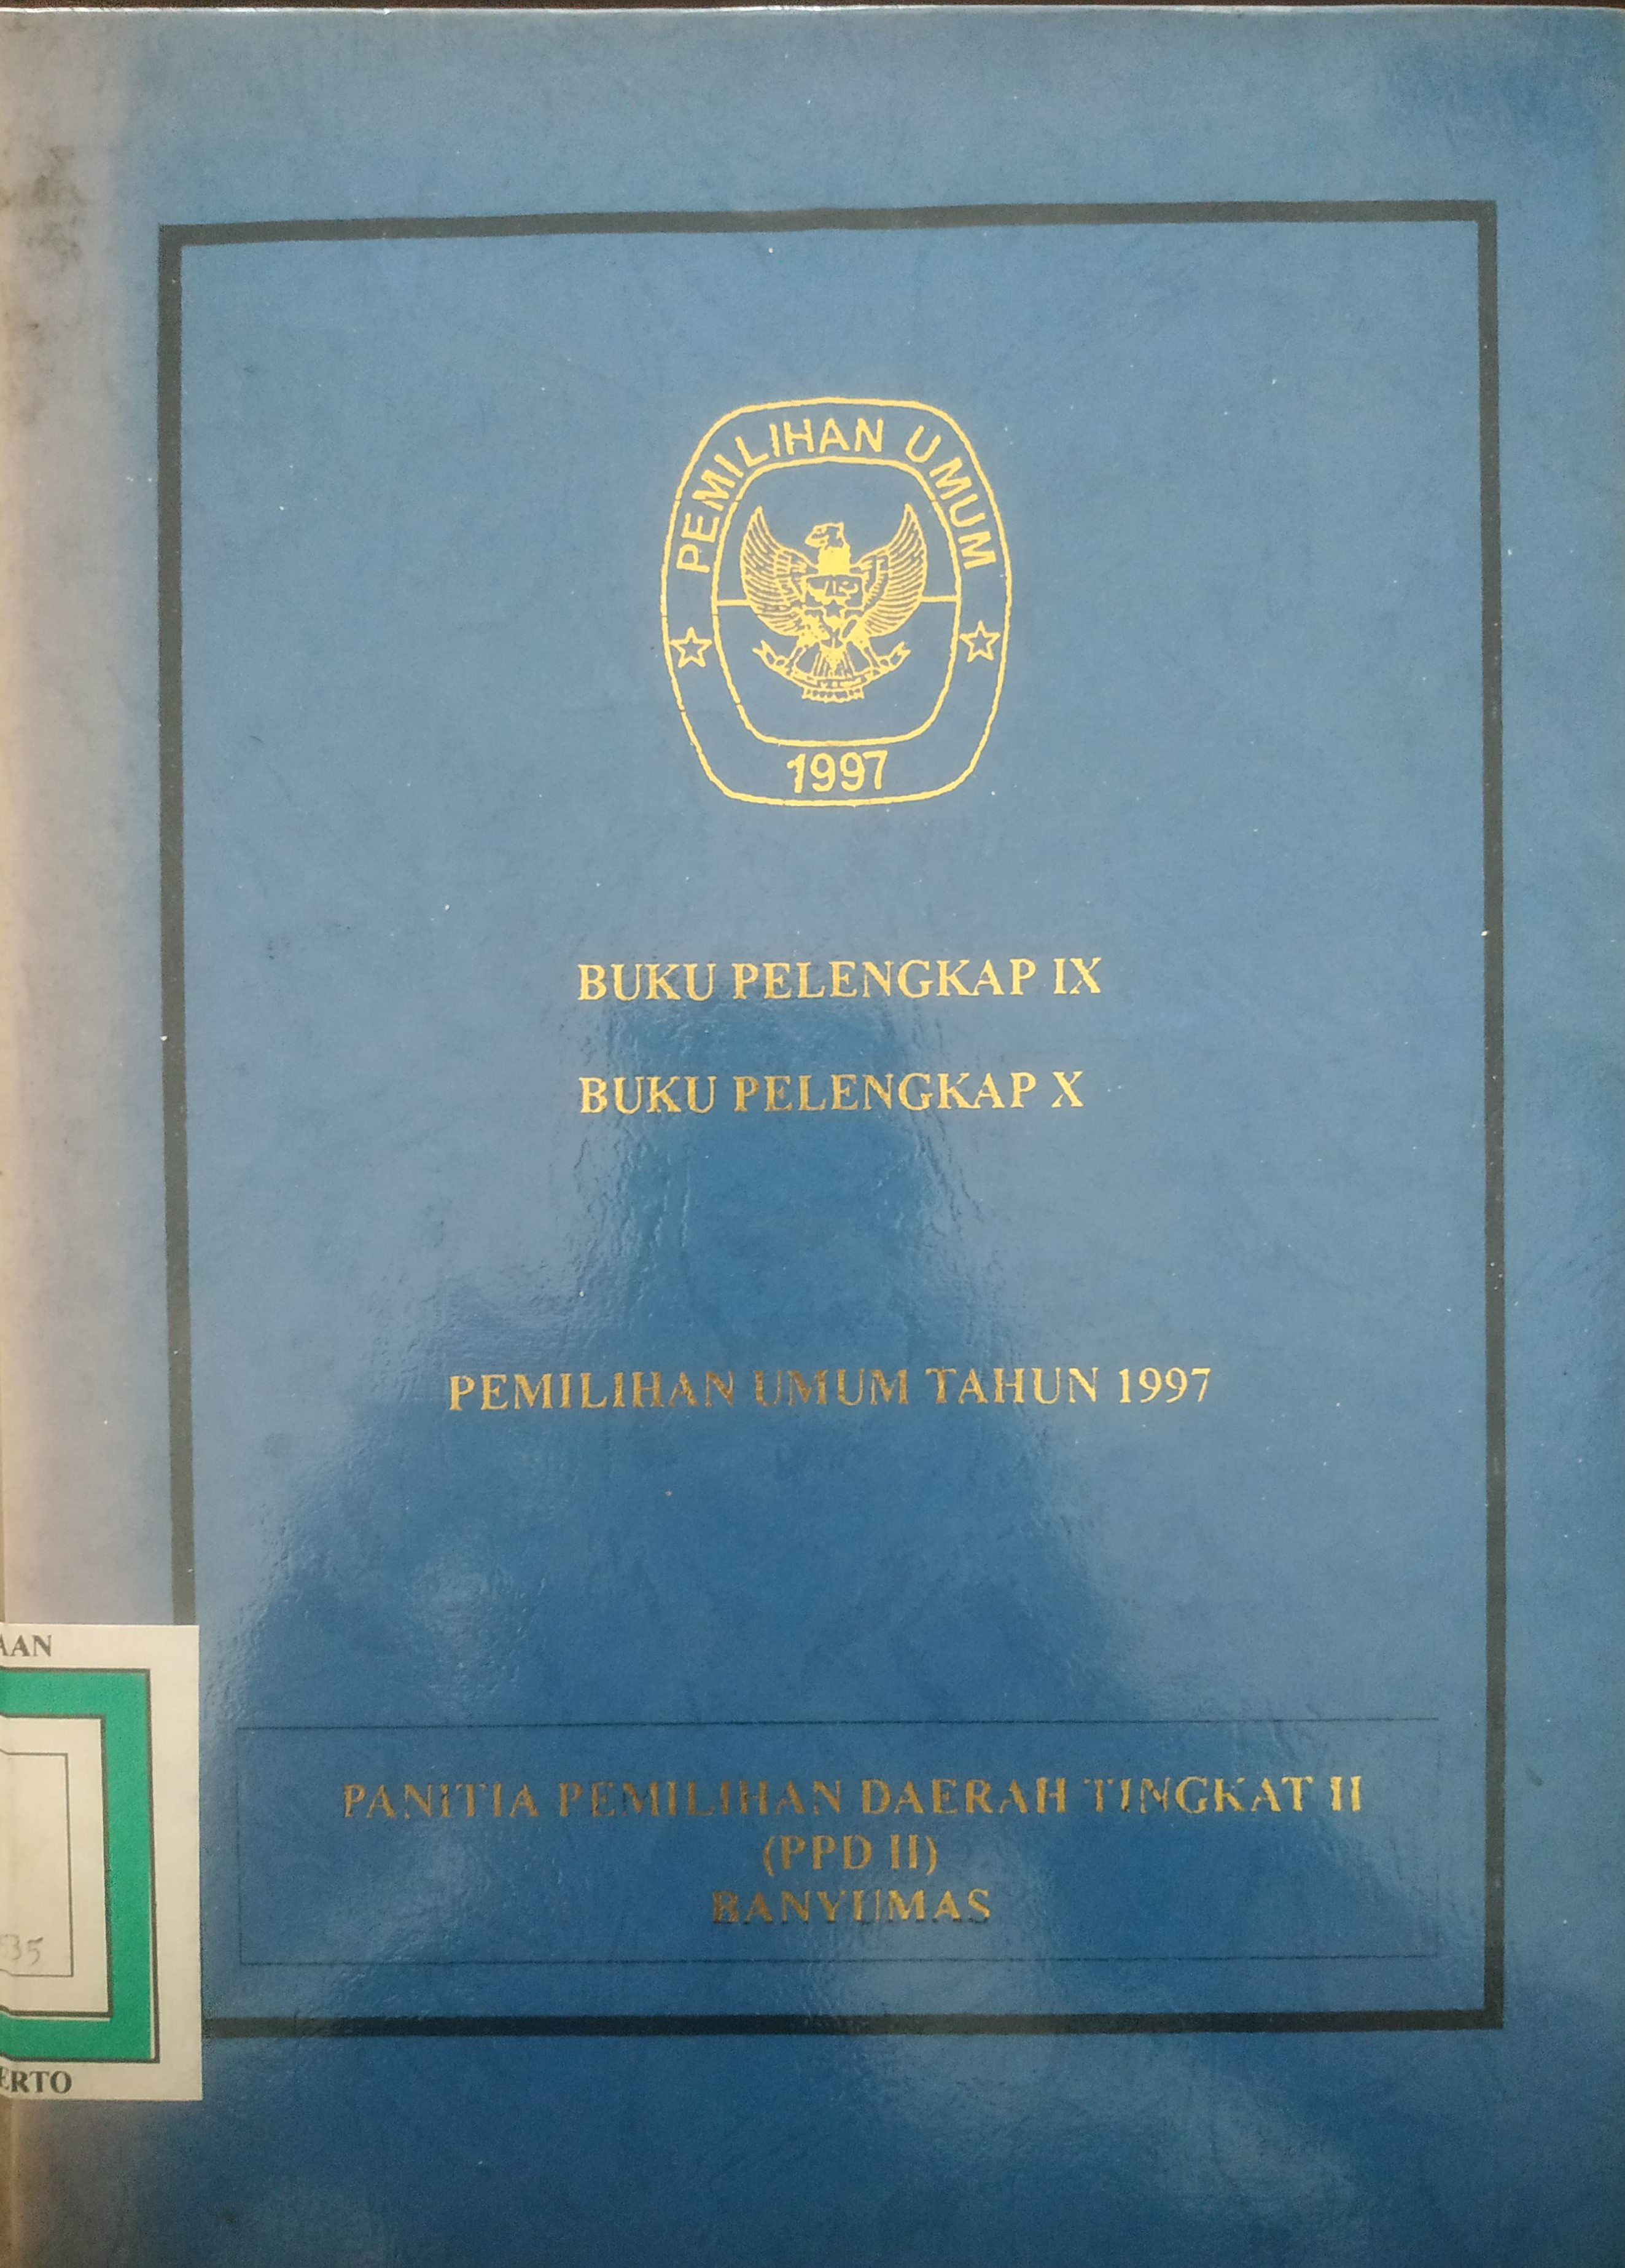 PEMILIHAN UMUM
1997
BUKU PELENGKAP IX
BUKU PELENGKAP X
PEMILIHAN UMUM TAHUN 1997
PANITIA PEMILIHAN DAERAH TINGKAT II
(PPD II)
BANYUMAS
AAN
35
ERTO